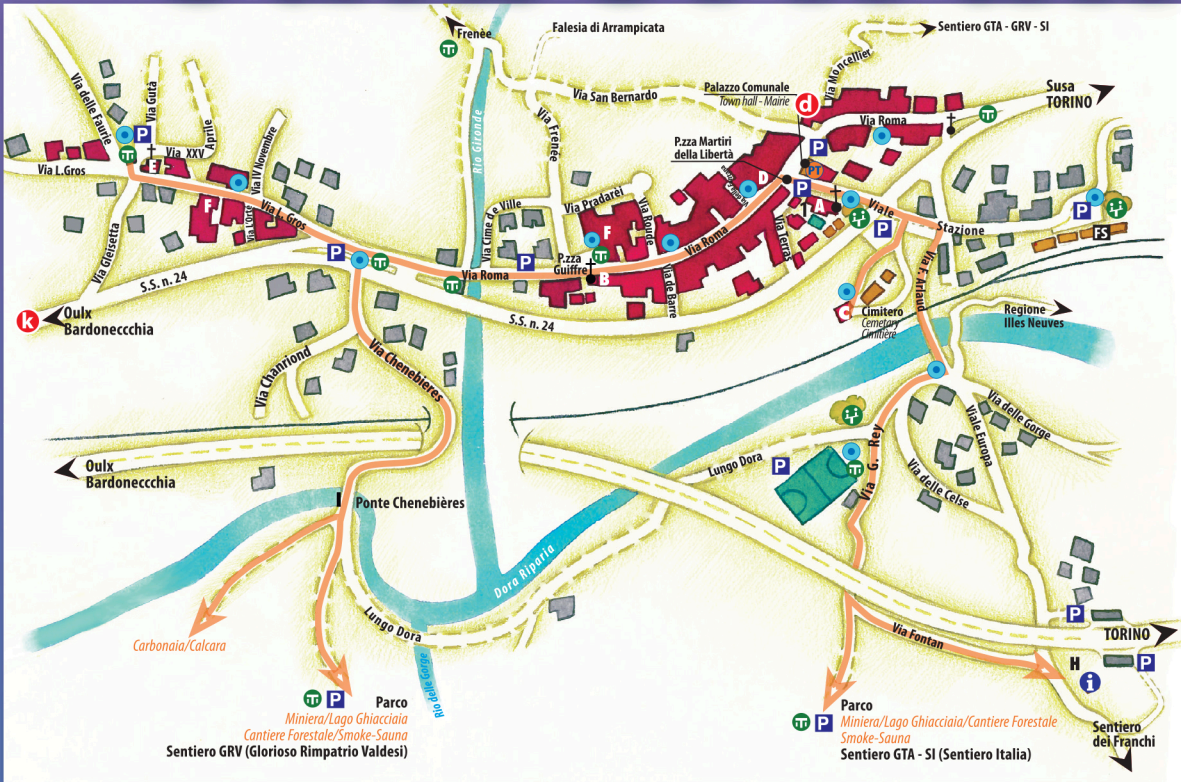 Frenèe
Falesia di Arrampicata
Sentiero GTA - GRV - SI
Via delle Faurie
Via Gutà
P
Via XXV
Aprile
Via IV Novembre
E
Via L.Gros
F
Via L. Gros
Via Gleisetta
S.S. n. 24
k
Oulx
Bardoneccchia
Rio Gironde
Via Frenèe
Via San Bernardo
Via Moncellier
Palazzo Comunale
Town hall - Mairie
d
Susa
TORINO
Via Roma
P.zza Martiri
della Libertà
P
PT
D
P
A
Viale
Stazione
P
P
FS
Via Cime de Ville
Via Pradarèi
Via Roude
F
P.zza
Guiffre
B
Via Roma
P
P
Via Roma
Via Terras
Via de Barre
S.S. n. 24
C
Cimitero
Cemetary
Cimitière
Via F. Arlaud
Regione
Illes Neuves
Via Chanriond
Via Chenebieres
Oulx
Bardoneccchia
I
Ponte Chenebières
Lungo Dora
P
Via G. Rey
Viale Europa
Via delle Gorge
Via delle Celse
Dora Riparia
Lungo Dora
Rio delle Gorge
Carbonaia/Calcara
P
Parco
Miniera/Lago Ghiacciaia
Cantiere Forestale/Smoke-Sauna
Sentiero GRV (Glorioso Rimpatrio Valdesi)
Via Fontan
P
TORINO
P
H
i
P
Parco
Miniera/Lago Ghiacciaia/Cantiere Forestale
Smoke-Sauna
Sentiero GTA - SI (Sentiero Italia)
Sentiero
dei Franchi